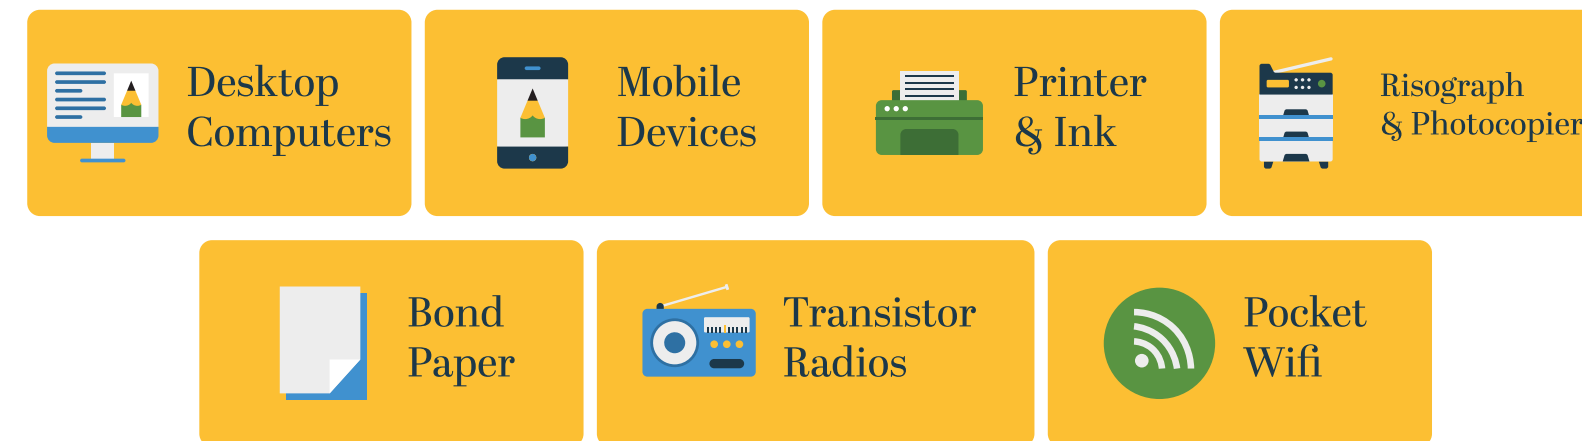 Desktop
Computers
Mobile
Devices
Printer
& Ink
Risograph
& Photocopier
Bond
Paper
Transistor
Radios
Pocket
Wifi